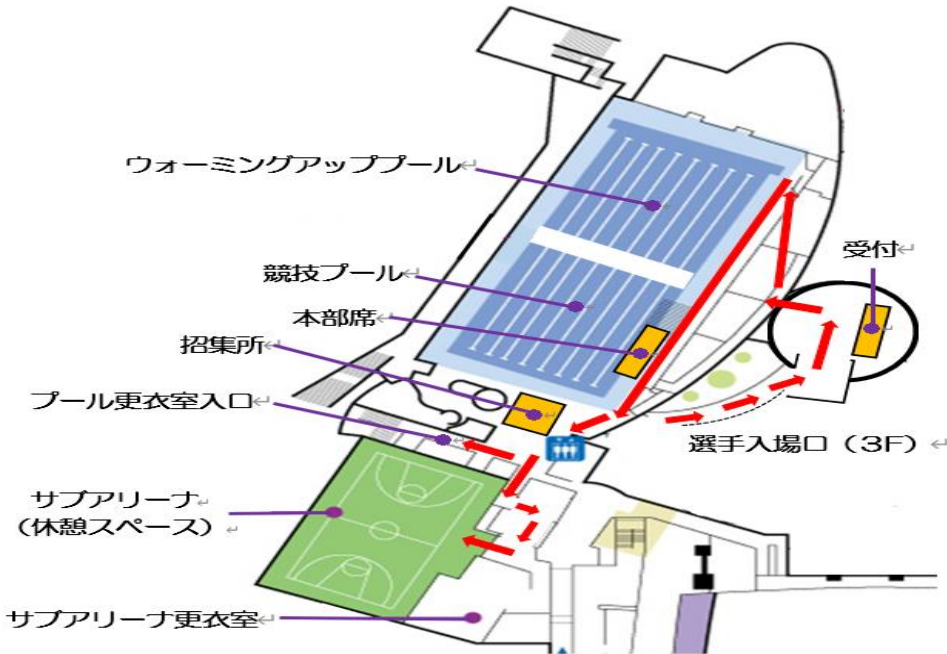 ウォーミングアッププール
受付
競技プール
本部席
招集所
プール更衣室入口
選手入場口（3F）
サブアリーナ
（休憩スペース）
サブアリーナ更衣室